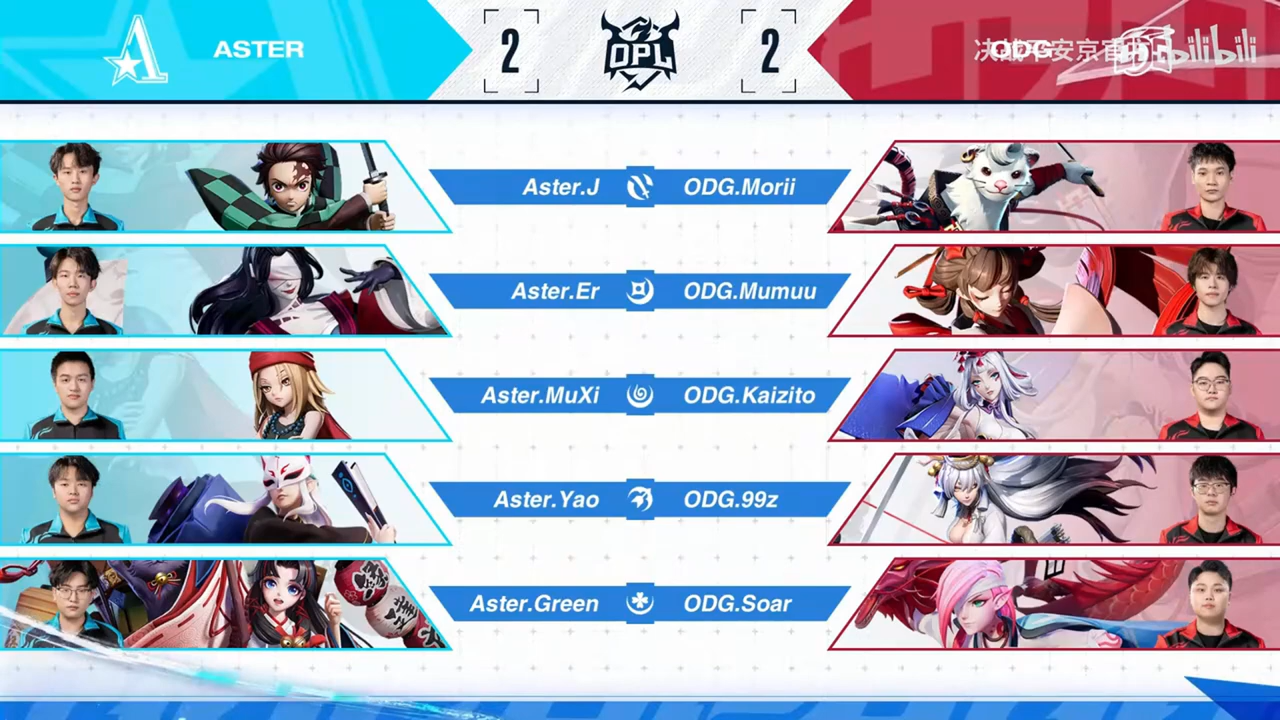 ASTER
2
OPL
2
ODG
bilibili
Aster.J
ODG.Morii
Aster.Er
ODG.Mumuu
Aster.MuXi
ODG.Kaizito
Aster.Yao
ODG.99z
Aster.Green
ODG.Soar